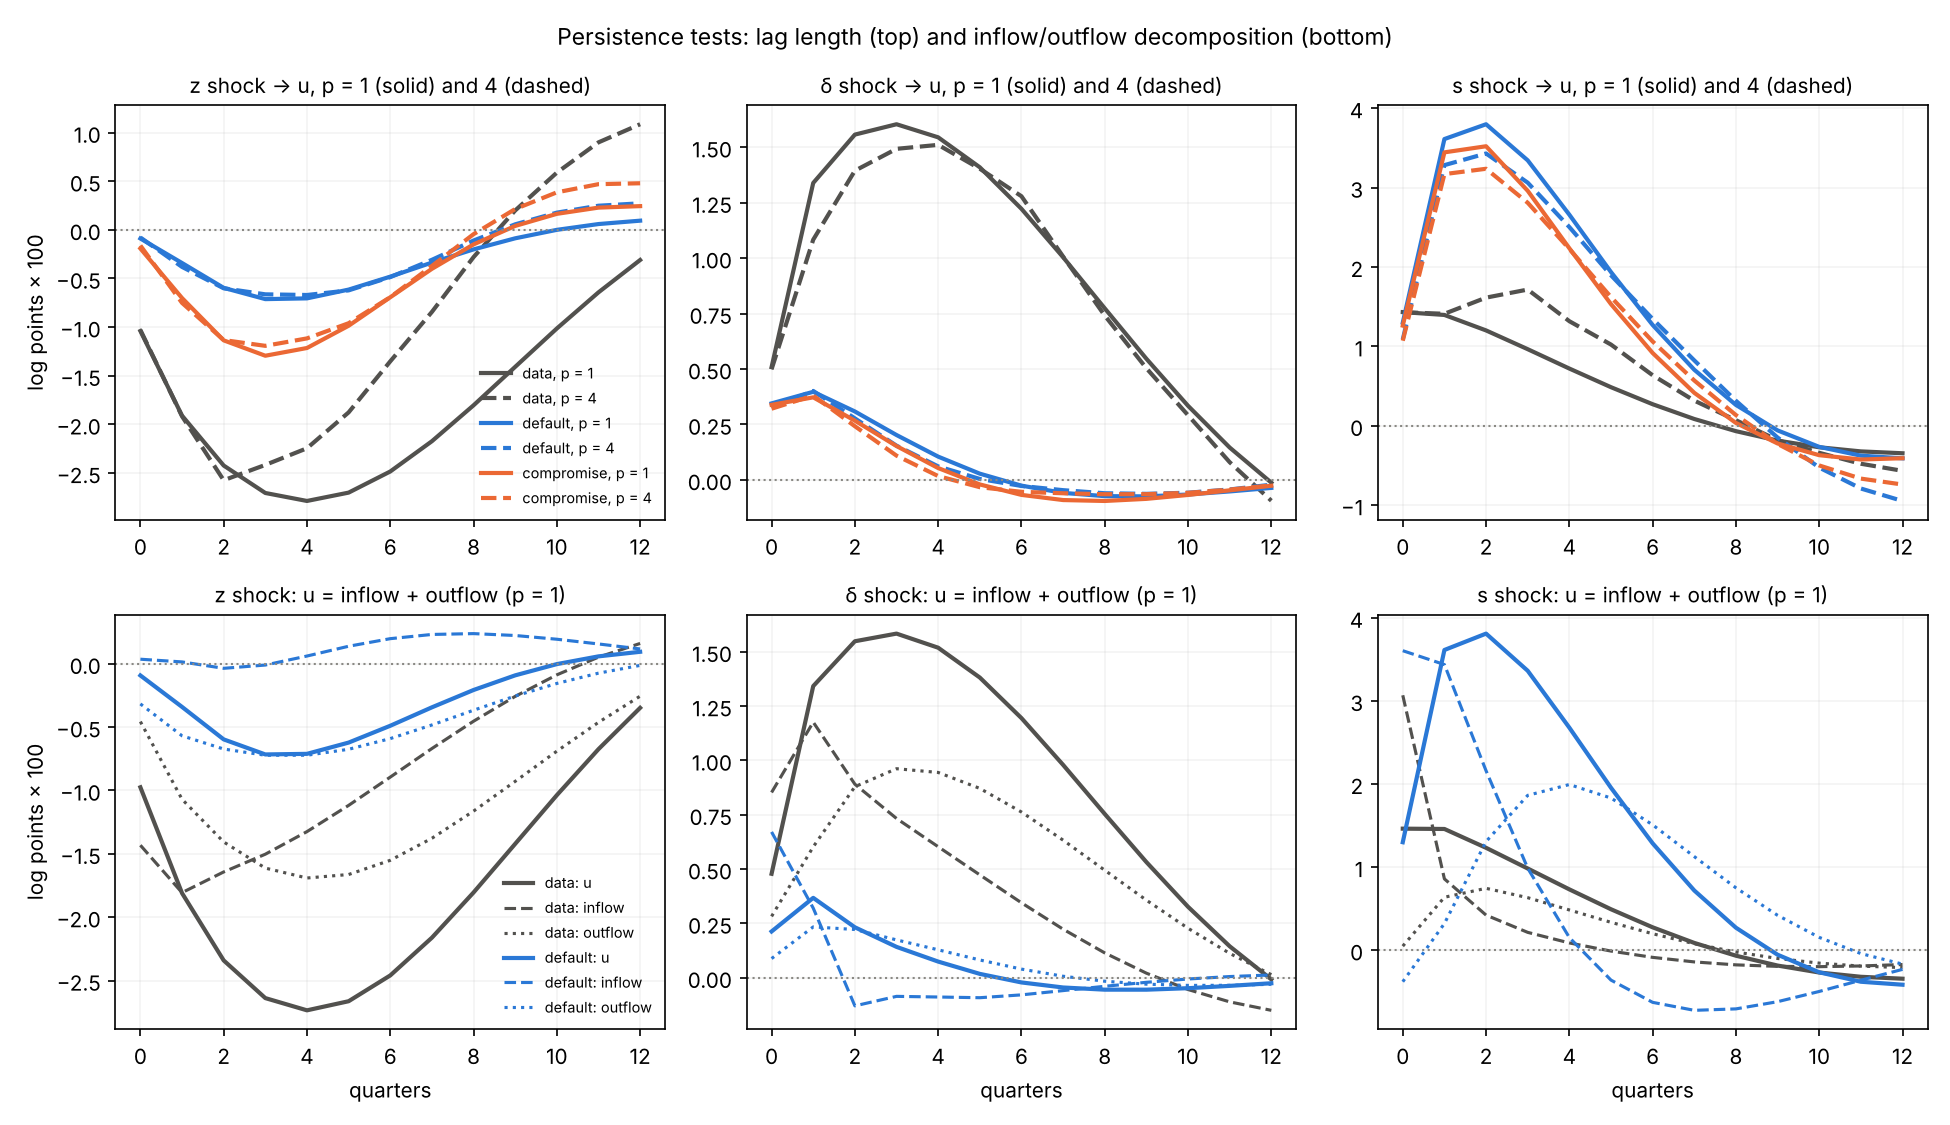 Persistence tests: lag length (top) and inflow/outflow decomposition (bottom)
z shock → u, p = 1 (solid) and 4 (dashed)
1.0
0.5
0.0
−0.5
−1.0
−1.5
−2.0
−2.5
log points × 100
data, p = 1
data, p = 4
default, p = 1
default, p = 4
compromise, p = 1
compromise, p = 4
0 2 4 6 8 10 12
δ shock → u, p = 1 (solid) and 4 (dashed)
1.50
1.25
1.00
0.75
0.50
0.25
0.00
0 2 4 6 8 10 12
s shock → u, p = 1 (solid) and 4 (dashed)
4
3
2
1
0
−1
0 2 4 6 8 10 12
z shock: u = inflow + outflow (p = 1)
0.0
−0.5
−1.0
−1.5
−2.0
−2.5
log points × 100
data: u
data: inflow
data: outflow
default: u
default: inflow
default: outflow
0 2 4 6 8 10 12
quarters
δ shock: u = inflow + outflow (p = 1)
1.50
1.25
1.00
0.75
0.50
0.25
0.00
0 2 4 6 8 10 12
quarters
s shock: u = inflow + outflow (p = 1)
4
3
2
1
0
0 2 4 6 8 10 12
quarters